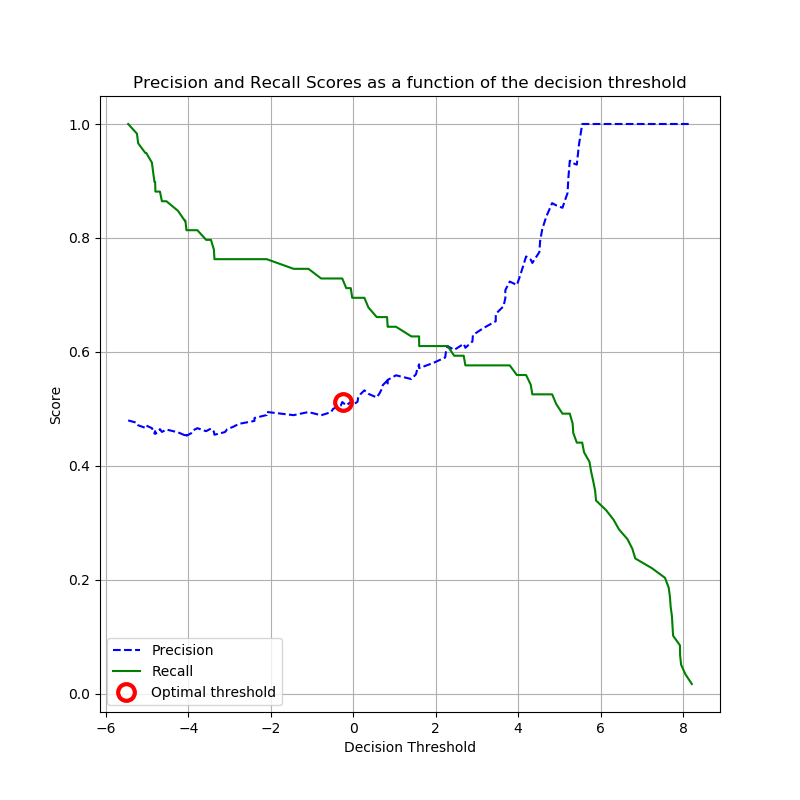 Precision and Recall Scores as a function of the decision threshold
1.0
0.8
0.6
0.4
0.2
0.0
Score
Precision
Recall
Optimal threshold
−6 −4 −2 0 2 4 6 8
Decision Threshold